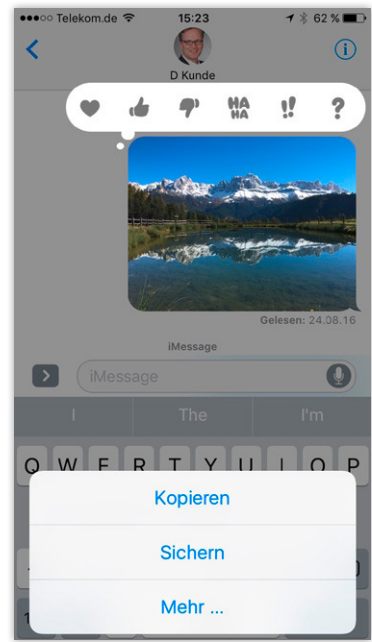 Telekom.de 15:23 62 %
D Kunde
HA HA !! ?
Gelesen: 24.08.16
iMessage
iMessage
I The I'm
Q W E R T Y U I O P
Kopieren
Sichern
Mehr ...